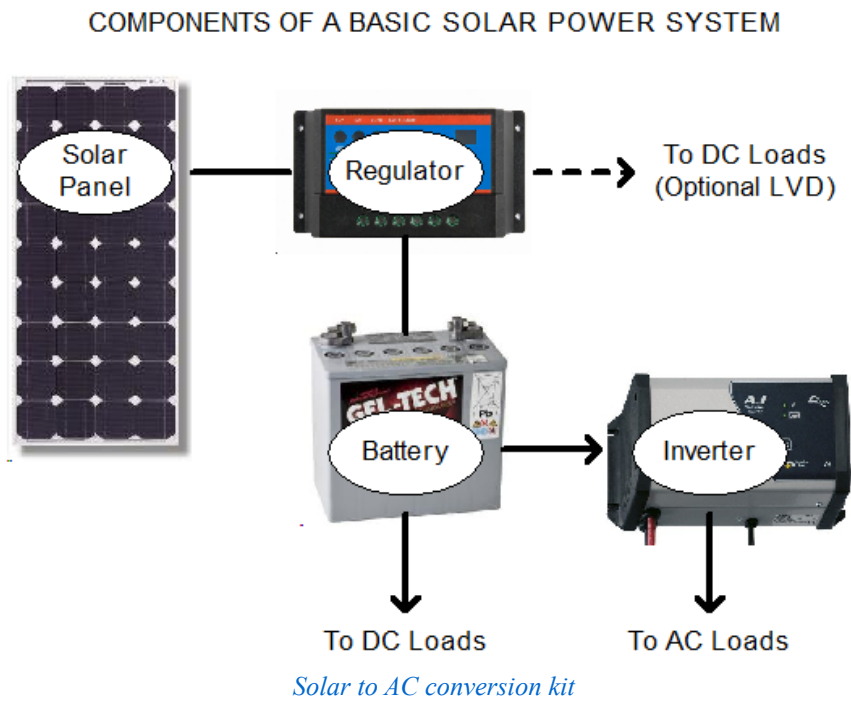 COMPONENTS OF A BASIC SOLAR POWER SYSTEM
Solar
Panel
Regulator
To DC Loads
(Optional LVD)
GEL-TECH
Pb
Battery
Inverter
To DC Loads
To AC Loads
Solar to AC conversion kit